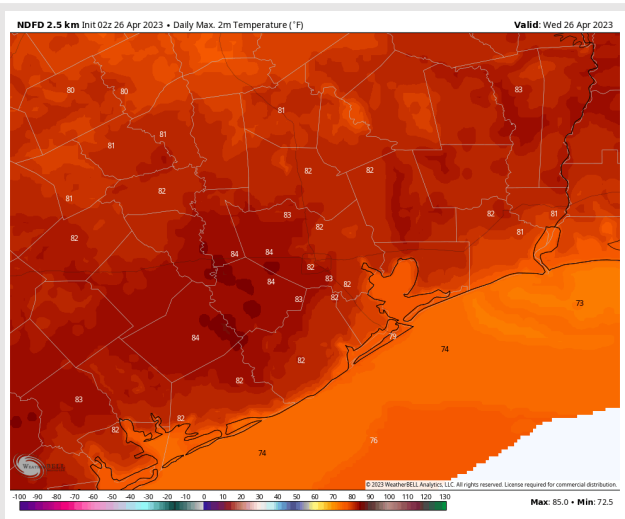 NDFD 2.5 km Init 02z 26 Apr 2023 • Daily Max. 2m Temperature (°F)
Valid: Wed 26 Apr 2023
80 80 83
81
81
81
82 82
82
81
83 82 81
82
81
82
84 84
82
84 83 82
73
83 82
84
74
82
82
83
82
82
76
74
© 2023 WeatherBELL Analytics, LLC. All rights reserved. License required for commercial distribution.
-100 -90 -80 -70 -60 -50 -40 -30 -20 -10 0 10 20 30 40 50 60 70 80 90 100 110 120 130
Max: 85.0 • Min: 72.5